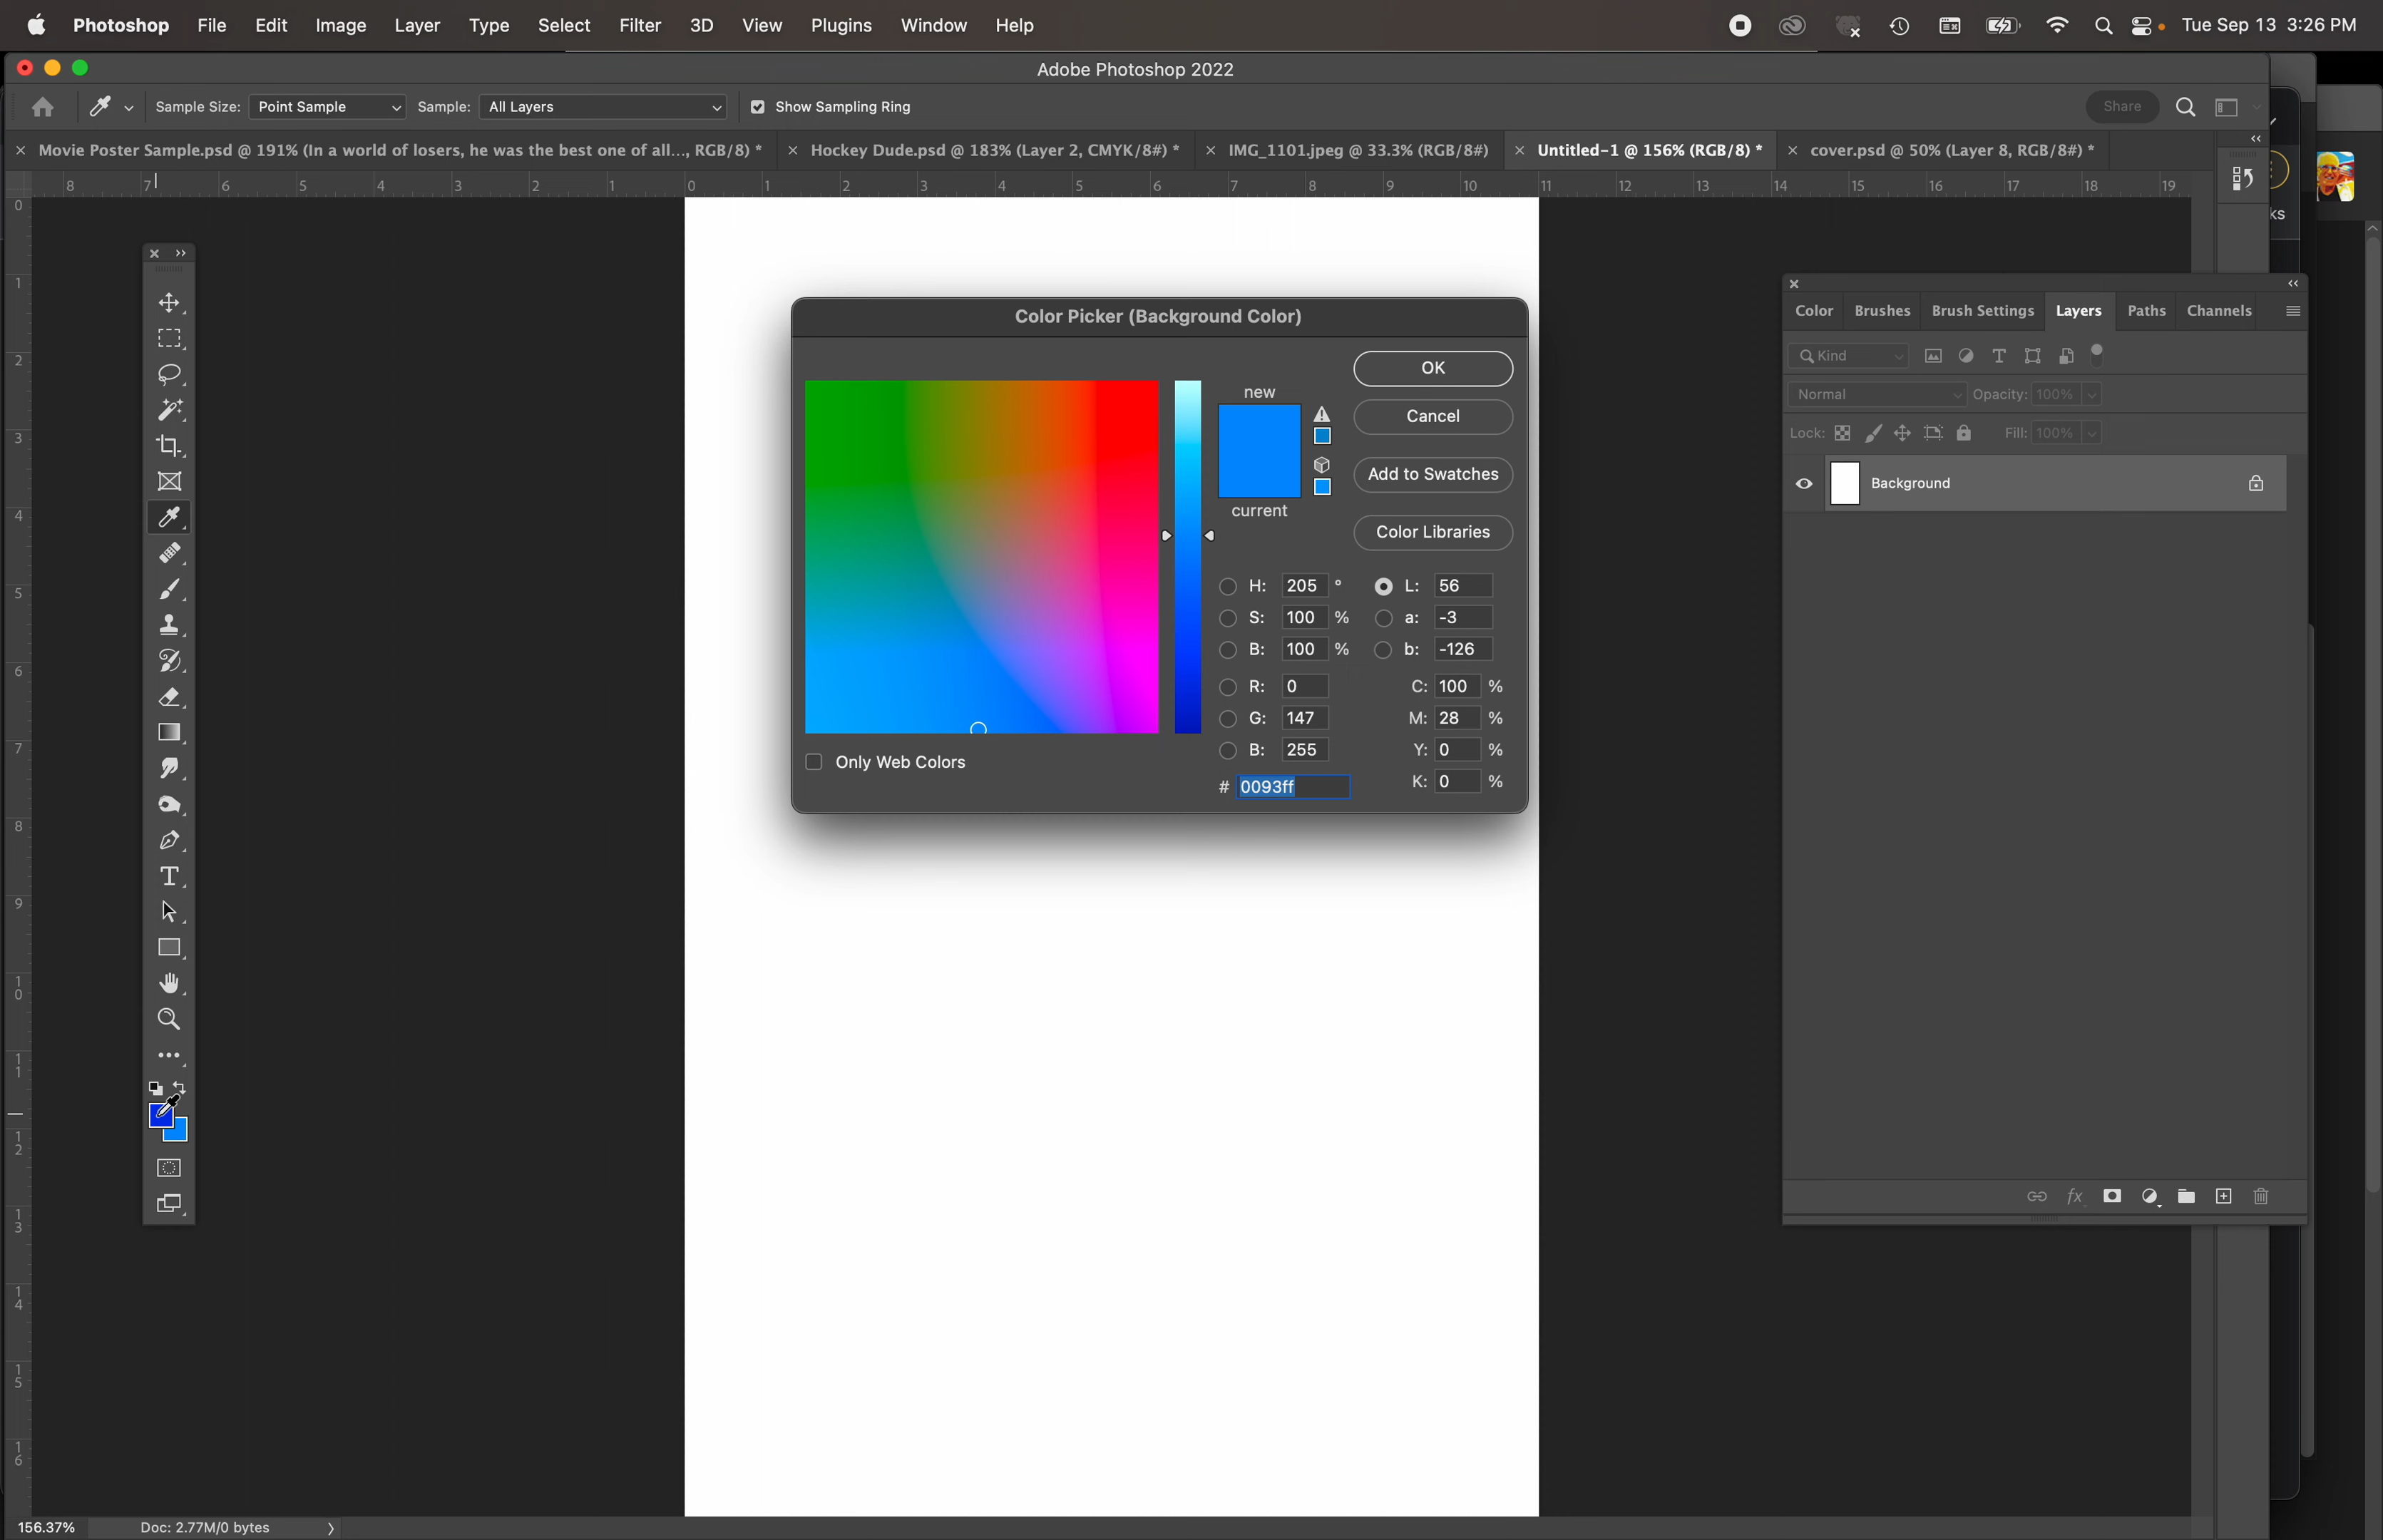 Photoshop File Edit Image Layer Type Select Filter 3D View Plugins Window Help Tue Sep 13 3:26 PM
Adobe Photoshop 2022
Sample Size: Point Sample Sample: All Layers Show Sampling Ring Share
Movie Poster Sample.psd @ 191% (In a world of losers, he was the best one of all..., RGB/8) * Hockey Dude.psd @ 183% (Layer 2, CMYK/8#) * IMG_1101.jpeg @ 33.3% (RGB/8#) Untitled-1 @ 156% (RGB/8) * cover.psd @ 50% (Layer 8, RGB/8#) *
8 7 6 5 4 3 2 1 0 1 2 3 4 5 6 7 8 9 10 11 12 13 14 15 16 17 18 19
0
1
2
3
4
5
6
7
8
9
10
11
12
13
14
15
16
ks
Color Picker (Background Color)
new
current
OK
Cancel
Add to Swatches
Color Libraries
H: 205 ° L: 56
S: 100 % a: -3
B: 100 % b: -126
R: 0 C: 100 %
G: 147 M: 28 %
B: 255 Y: 0 %
# 0093ff K: 0 %
Only Web Colors
Color Brushes Brush Settings Layers Paths Channels
Kind
Normal Opacity: 100%
Lock: Fill: 100%
Background
fx
156.37% Doc: 2.77M/0 bytes